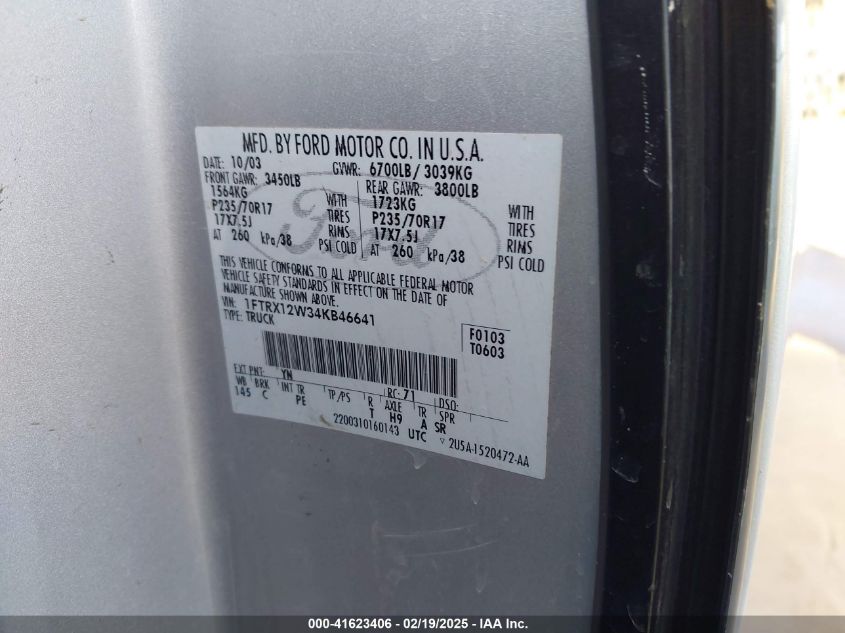 MFD. BY FORD MOTOR CO. IN U.S.A.
DATE: 10/03 GVWR: 6700LB / 3039KG
FRONT GAWR: 3450LB REAR GAWR: 3800LB
1564KG WITH 1723KG WITH
P235/70R17 TIRES P235/70R17 TIRES
17X7.5J RIMS 17X7.5J RIMS
AT 260 kPa/38 PSI COLD AT 260 kPa/38 PSI COLD
Ford
THIS VEHICLE CONFORMS TO ALL APPLICABLE FEDERAL MOTOR
VEHICLE SAFETY STANDARDS IN EFFECT ON THE DATE OF
MANUFACTURE SHOWN ABOVE.
VIN: 1FTRX12W34KB46641
TYPE: TRUCK
F0103
T0603
EXT PNT: YN RC: 71 DSO:
WB BRK INT TR TP/PS R AXLE TR SPR
145 C PE T H9 A SR
2200310160143 UTC ▽ 2U5A-1520472-AA
000-41623406 - 02/19/2025 - IAA Inc.